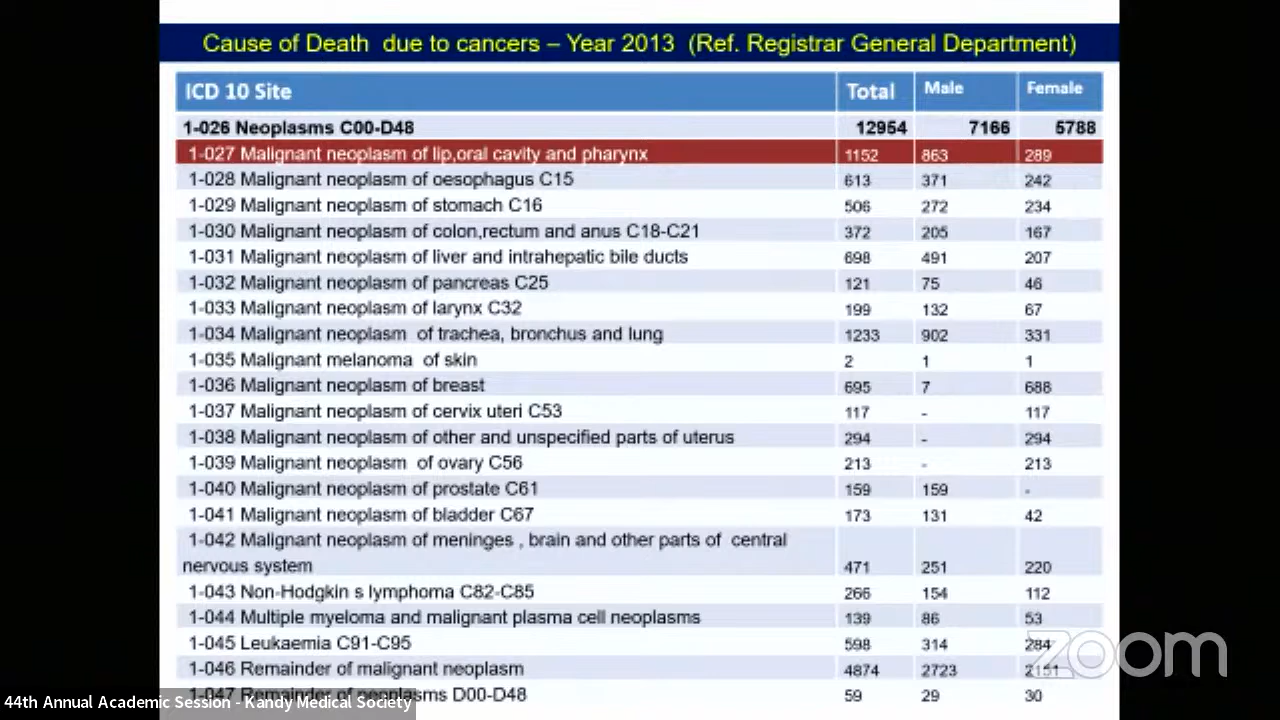 Cause of Death due to cancers – Year 2013 (Ref. Registrar General Department)
ICD 10 Site Total Male Female
1-026 Neoplasms C00-D48 12954 7166 5788
1-027 Malignant neoplasm of lip,oral cavity and pharynx 1152 863 289
1-028 Malignant neoplasm of oesophagus C15 613 371 242
1-029 Malignant neoplasm of stomach C16 506 272 234
1-030 Malignant neoplasm of colon,rectum and anus C18-C21 372 205 167
1-031 Malignant neoplasm of liver and intrahepatic bile ducts 698 491 207
1-032 Malignant neoplasm of pancreas C25 121 75 46
1-033 Malignant neoplasm of larynx C32 199 132 67
1-034 Malignant neoplasm of trachea, bronchus and lung 1233 902 331
1-035 Malignant melanoma of skin 2 1 1
1-036 Malignant neoplasm of breast 695 7 688
1-037 Malignant neoplasm of cervix uteri C53 117 - 117
1-038 Malignant neoplasm of other and unspecified parts of uterus 294 - 294
1-039 Malignant neoplasm of ovary C56 213 - 213
1-040 Malignant neoplasm of prostate C61 159 159 -
1-041 Malignant neoplasm of bladder C67 173 131 42
1-042 Malignant neoplasm of meninges , brain and other parts of central
nervous system 471 251 220
1-043 Non-Hodgkin s lymphoma C82-C85 266 154 112
1-044 Multiple myeloma and malignant plasma cell neoplasms 139 86 53
1-045 Leukaemia C91-C95 598 314 284
1-046 Remainder of malignant neoplasm 4874 2723 2151
1-047 Remainder of neoplasms D00-D48 59 29 30
zoom
44th Annual Academic Session - Kandy Medical Society